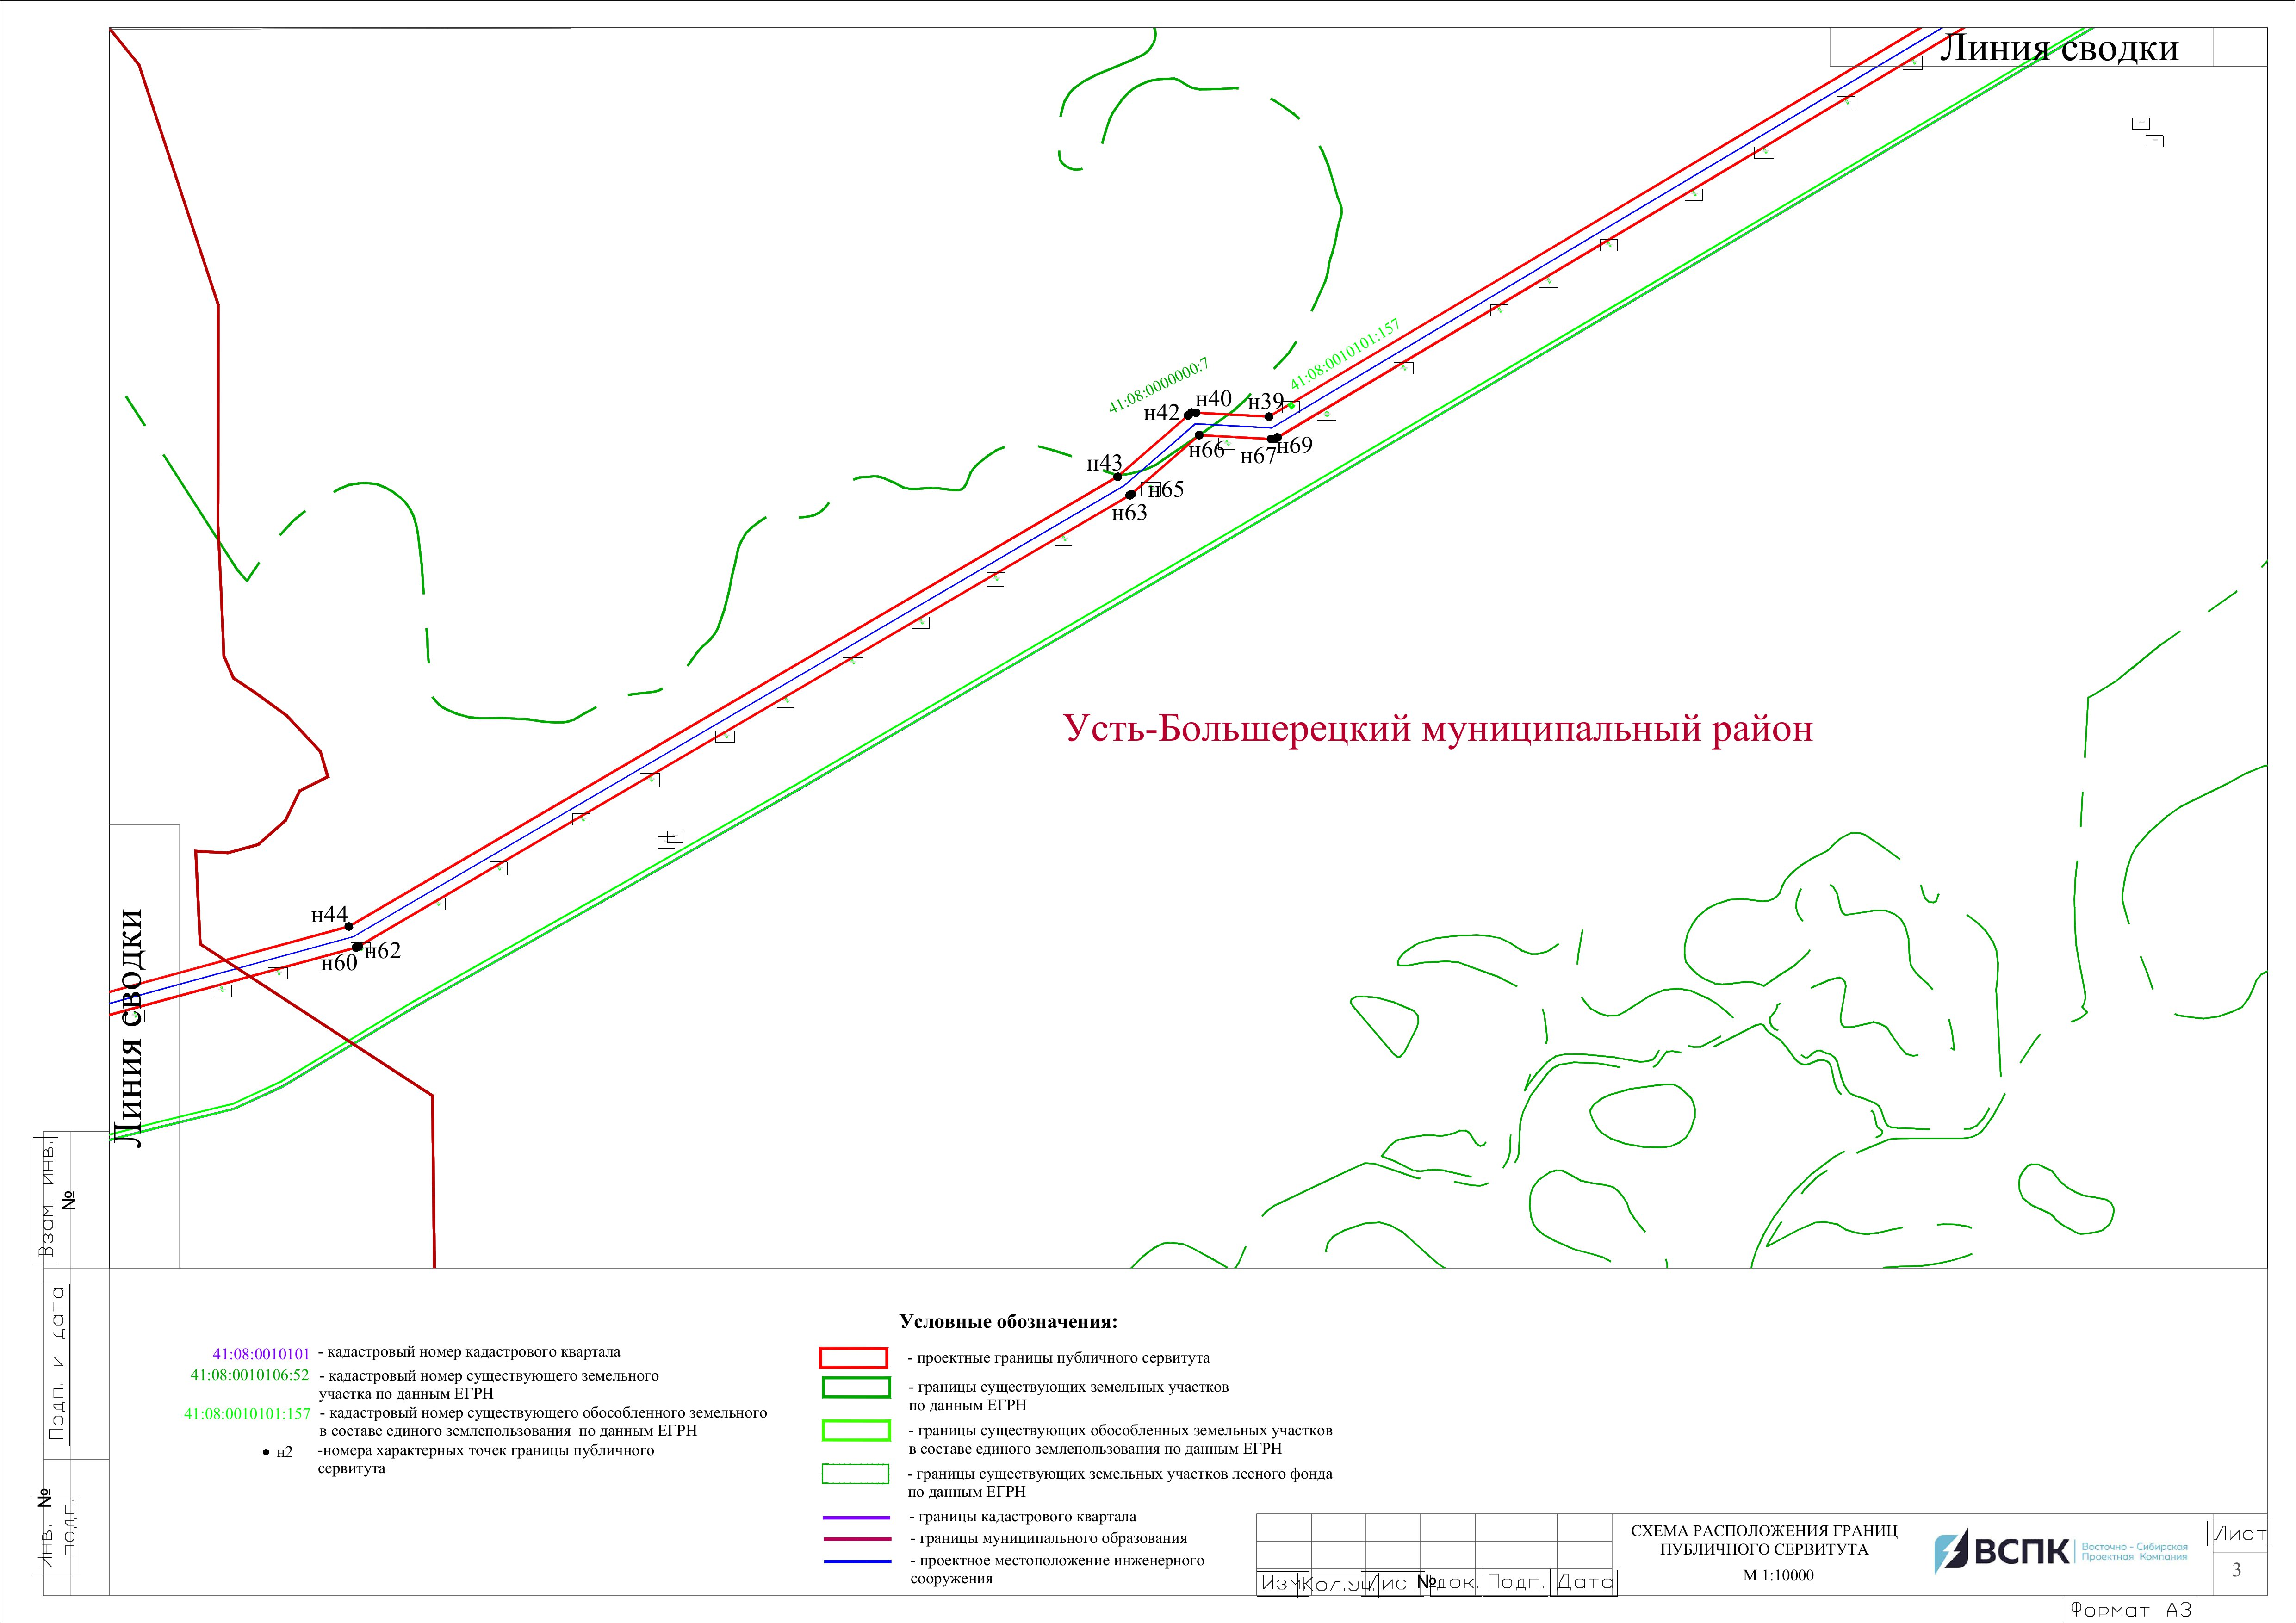 Линия сводки
41:08:0010101:157
41:08:0000000:7
н42
н40
н39
н43
н66
н67
н69
н65
н63
Усть-Большерецкий муниципальный район
н44
н60
н62
Линия сводки
Взам. инв.
№
Подп. и дата
Инв. №
подп.
Условные обозначения:
41:08:0010101 - кадастровый номер кадастрового квартала
41:08:0010106:52 - кадастровый номер существующего земельного
участка по данным ЕГРН
41:08:0010101:157 - кадастровый номер существующего обособленного земельного
в составе единого землепользования по данным ЕГРН
н2 -номера характерных точек границы публичного
сервитута
- проектные границы публичного сервитута
- границы существующих земельных участков
по данным ЕГРН
- границы существующих обособленных земельных участков
в составе единого землепользования по данным ЕГРН
- границы существующих земельных участков лесного фонда
по данным ЕГРН
- границы кадастрового квартала
- границы муниципального образования
- проектное местоположение инженерного
сооружения
Изм Кол.уч. Лист №док. Подп. Дата
СХЕМА РАСПОЛОЖЕНИЯ ГРАНИЦ
ПУБЛИЧНОГО СЕРВИТУТА
М 1:10000
ВСПК
Восточно - Сибирская
Проектная Компания
Лист
3
Формат А3